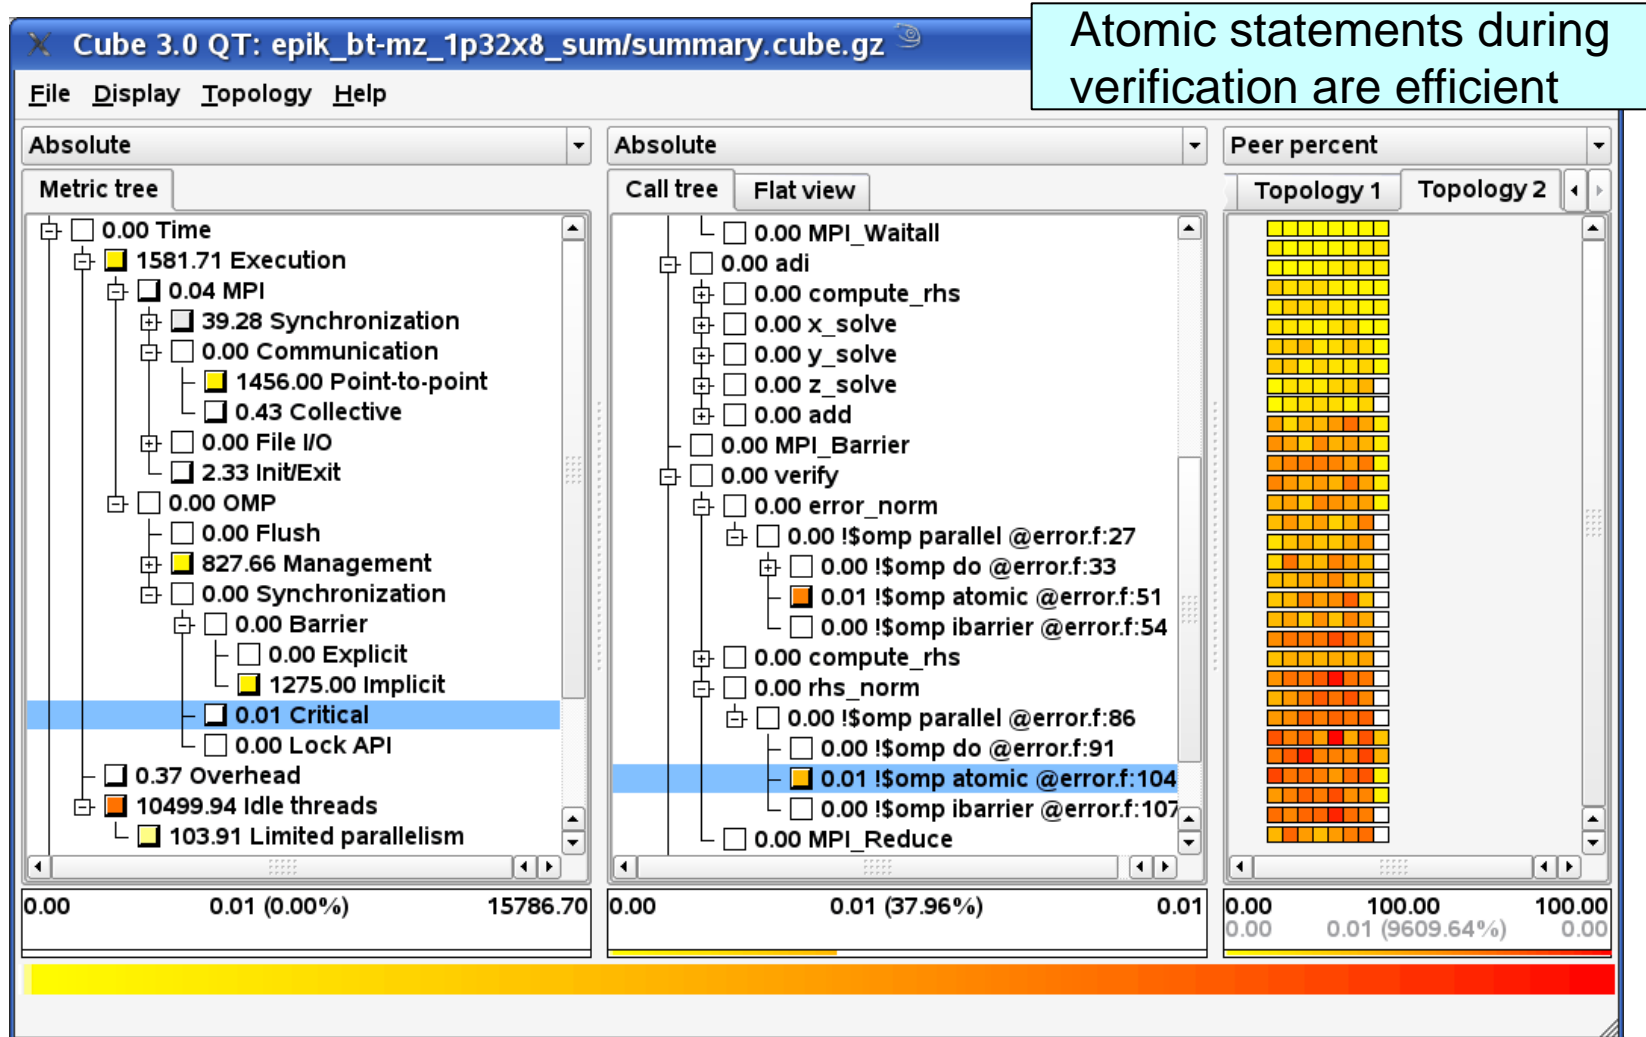 Atomic statements during
verification are efficient
Cube 3.0 QT: epik_bt-mz_1p32x8_sum/summary.cube.gz
File Display Topology Help
Absolute
Metric tree
0.00 Time
1581.71 Execution
0.04 MPI
39.28 Synchronization
0.00 Communication
1456.00 Point-to-point
0.43 Collective
0.00 File I/O
2.33 Init/Exit
0.00 OMP
0.00 Flush
827.66 Management
0.00 Synchronization
0.00 Barrier
0.00 Explicit
1275.00 Implicit
0.01 Critical
0.00 Lock API
0.37 Overhead
10499.94 Idle threads
103.91 Limited parallelism
0.00 0.01 (0.00%) 15786.70
Absolute
Call tree Flat view
0.00 MPI_Waitall
0.00 adi
0.00 compute_rhs
0.00 x_solve
0.00 y_solve
0.00 z_solve
0.00 add
0.00 MPI_Barrier
0.00 verify
0.00 error_norm
0.00 !$omp parallel @error.f:27
0.00 !$omp do @error.f:33
0.01 !$omp atomic @error.f:51
0.00 !$omp ibarrier @error.f:54
0.00 compute_rhs
0.00 rhs_norm
0.00 !$omp parallel @error.f:86
0.00 !$omp do @error.f:91
0.01 !$omp atomic @error.f:104
0.00 !$omp ibarrier @error.f:107
0.00 MPI_Reduce
0.00 0.01 (37.96%) 0.01
Peer percent
Topology 1 Topology 2
0.00 100.00 100.00
0.00 0.01 (9609.64%) 0.00